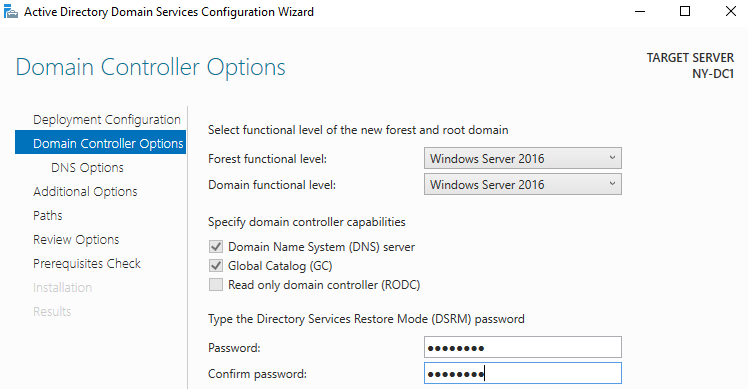 Active Directory Domain Services Configuration Wizard
Domain Controller Options
TARGET SERVER
NY-DC1
Deployment Configuration
Domain Controller Options
DNS Options
Additional Options
Paths
Review Options
Prerequisites Check
Installation
Results
Select functional level of the new forest and root domain
Forest functional level: Windows Server 2016
Domain functional level: Windows Server 2016
Specify domain controller capabilities
Domain Name System (DNS) server
Global Catalog (GC)
Read only domain controller (RODC)
Type the Directory Services Restore Mode (DSRM) password
Password: ●●●●●●●●
Confirm password: ●●●●●●●●